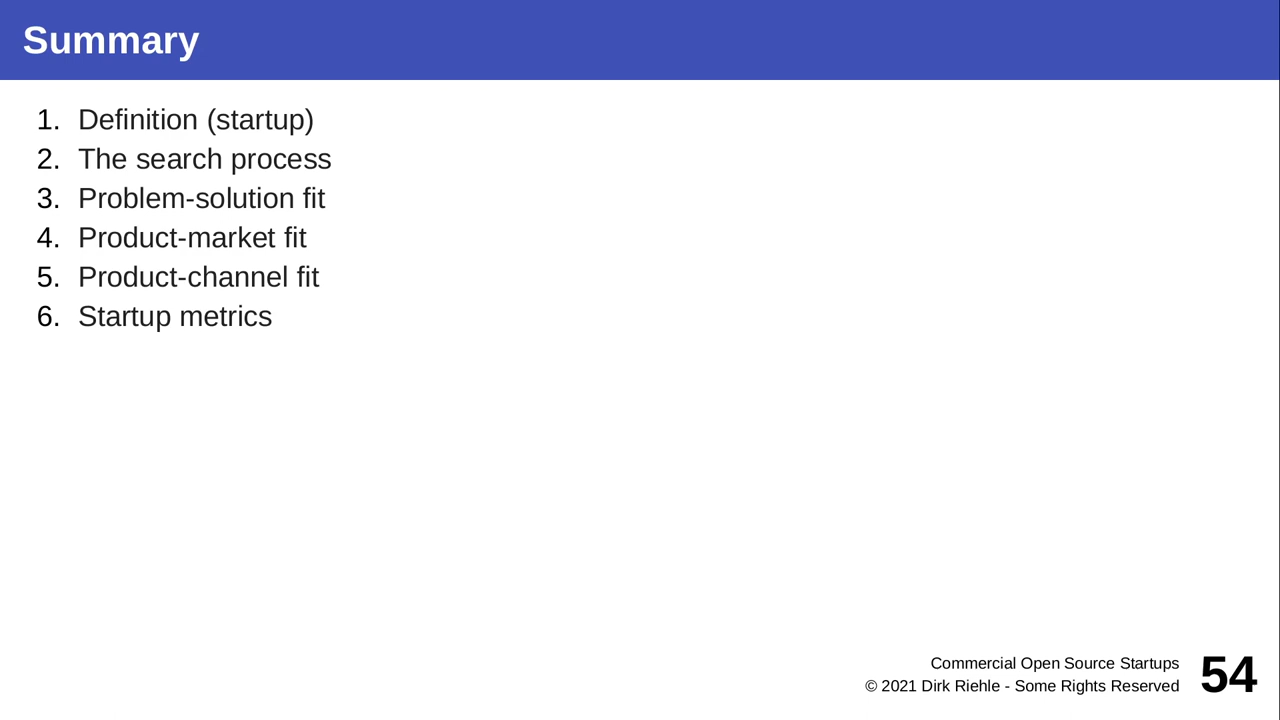 Summary
1. Definition (startup)
2. The search process
3. Problem-solution fit
4. Product-market fit
5. Product-channel fit
6. Startup metrics
Commercial Open Source Startups
© 2021 Dirk Riehle - Some Rights Reserved
54